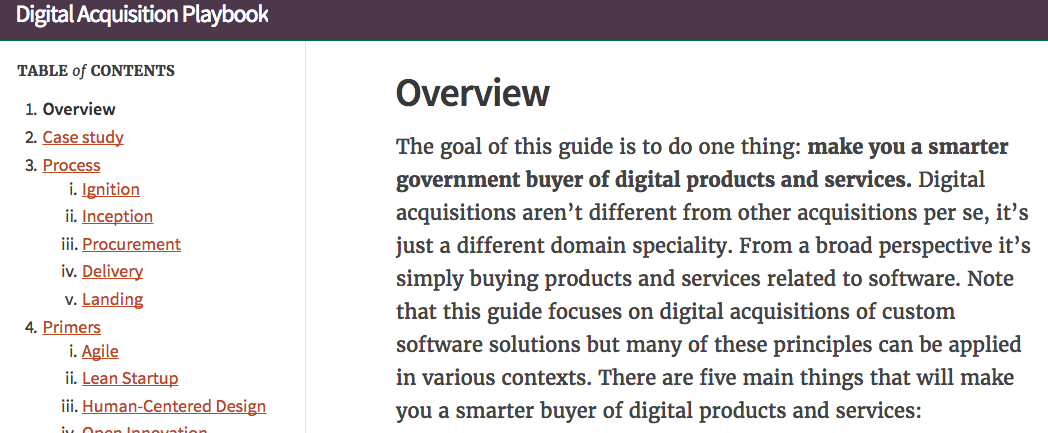 Digital Acquisition Playbook
TABLE of CONTENTS
1. Overview
2. Case study
3. Process
i. Ignition
ii. Inception
iii. Procurement
iv. Delivery
v. Landing
4. Primers
i. Agile
ii. Lean Startup
iii. Human-Centered Design
iv. Open Innovation
Overview
The goal of this guide is to do one thing: make you a smarter
government buyer of digital products and services. Digital
acquisitions aren’t different from other acquisitions per se, it’s
just a different domain speciality. From a broad perspective it’s
simply buying products and services related to software. Note
that this guide focuses on digital acquisitions of custom
software solutions but many of these principles can be applied
in various contexts. There are five main things that will make
you a smarter buyer of digital products and services: